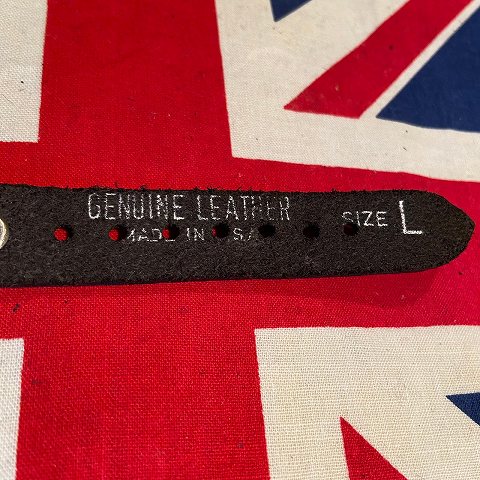 GENUINE LEATHER
MADE IN U.S.A.
SIZE L